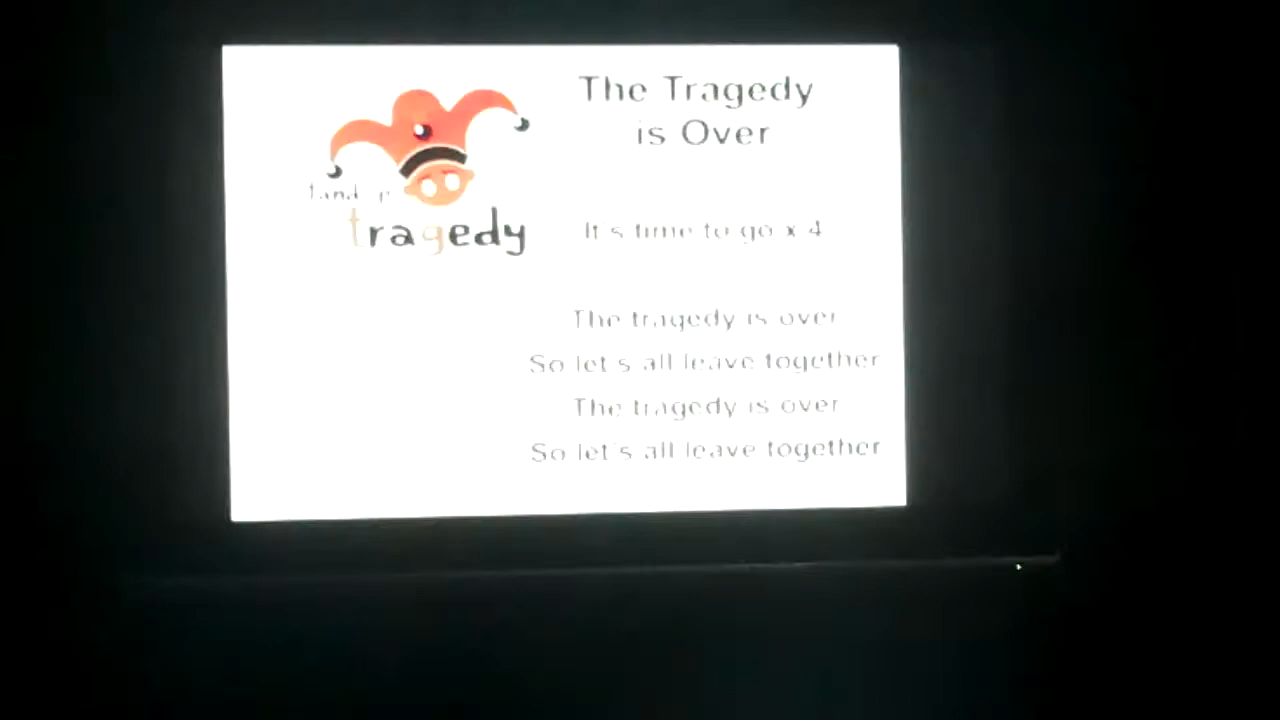 The Tragedy
is Over
tragedy
It's time to go x 4
The tragedy is over
So let's all leave together
The tragedy is over
So let's all leave together